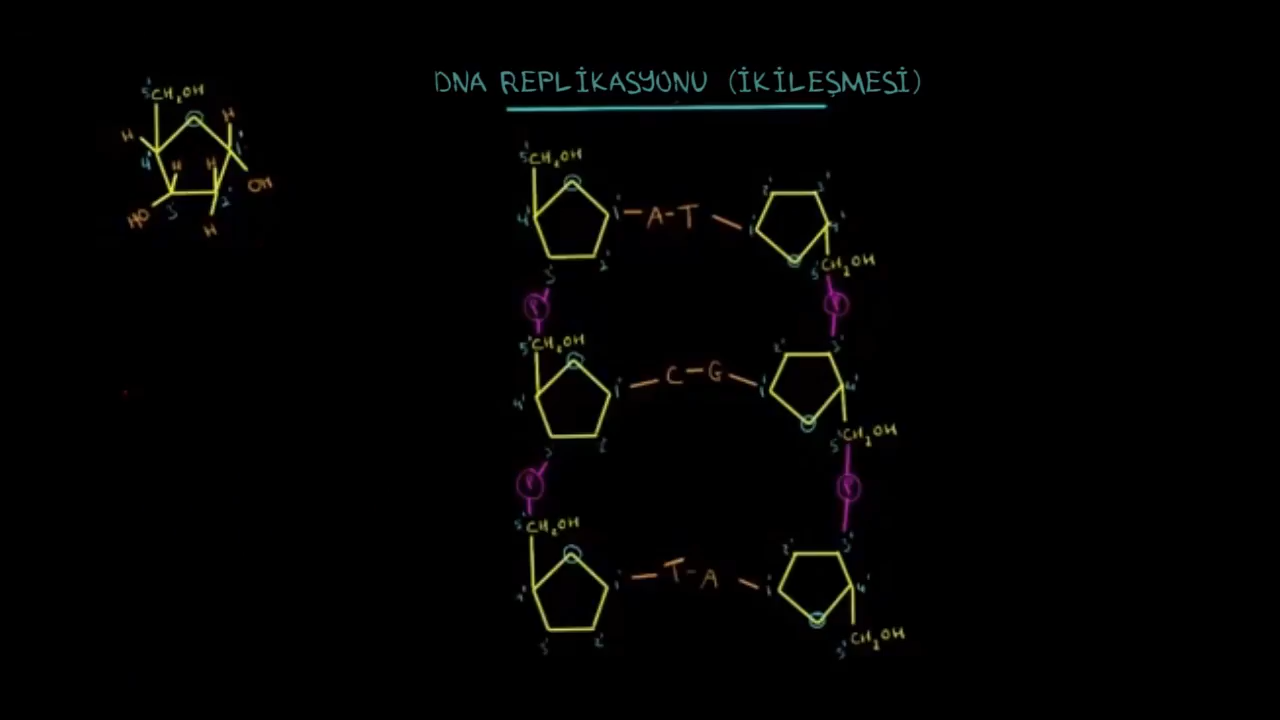 DNA REPLİKASYONU (İKİLEŞMESİ)
5' CH₂OH
H
H
4'
H
H
1'
OH
HO
3'
2'
H
5' CH₂OH
4'
1' A-T 1'
2' 3'
4'
3'
2'
5' CH₂OH
P
P
5' CH₂OH
4'
1' C-G 1'
2' 3'
4'
2'
5' CH₂OH
P
P
5' CH₂OH
4'
1' T-A 1'
2' 3'
4'
3' 2'
5' CH₂OH